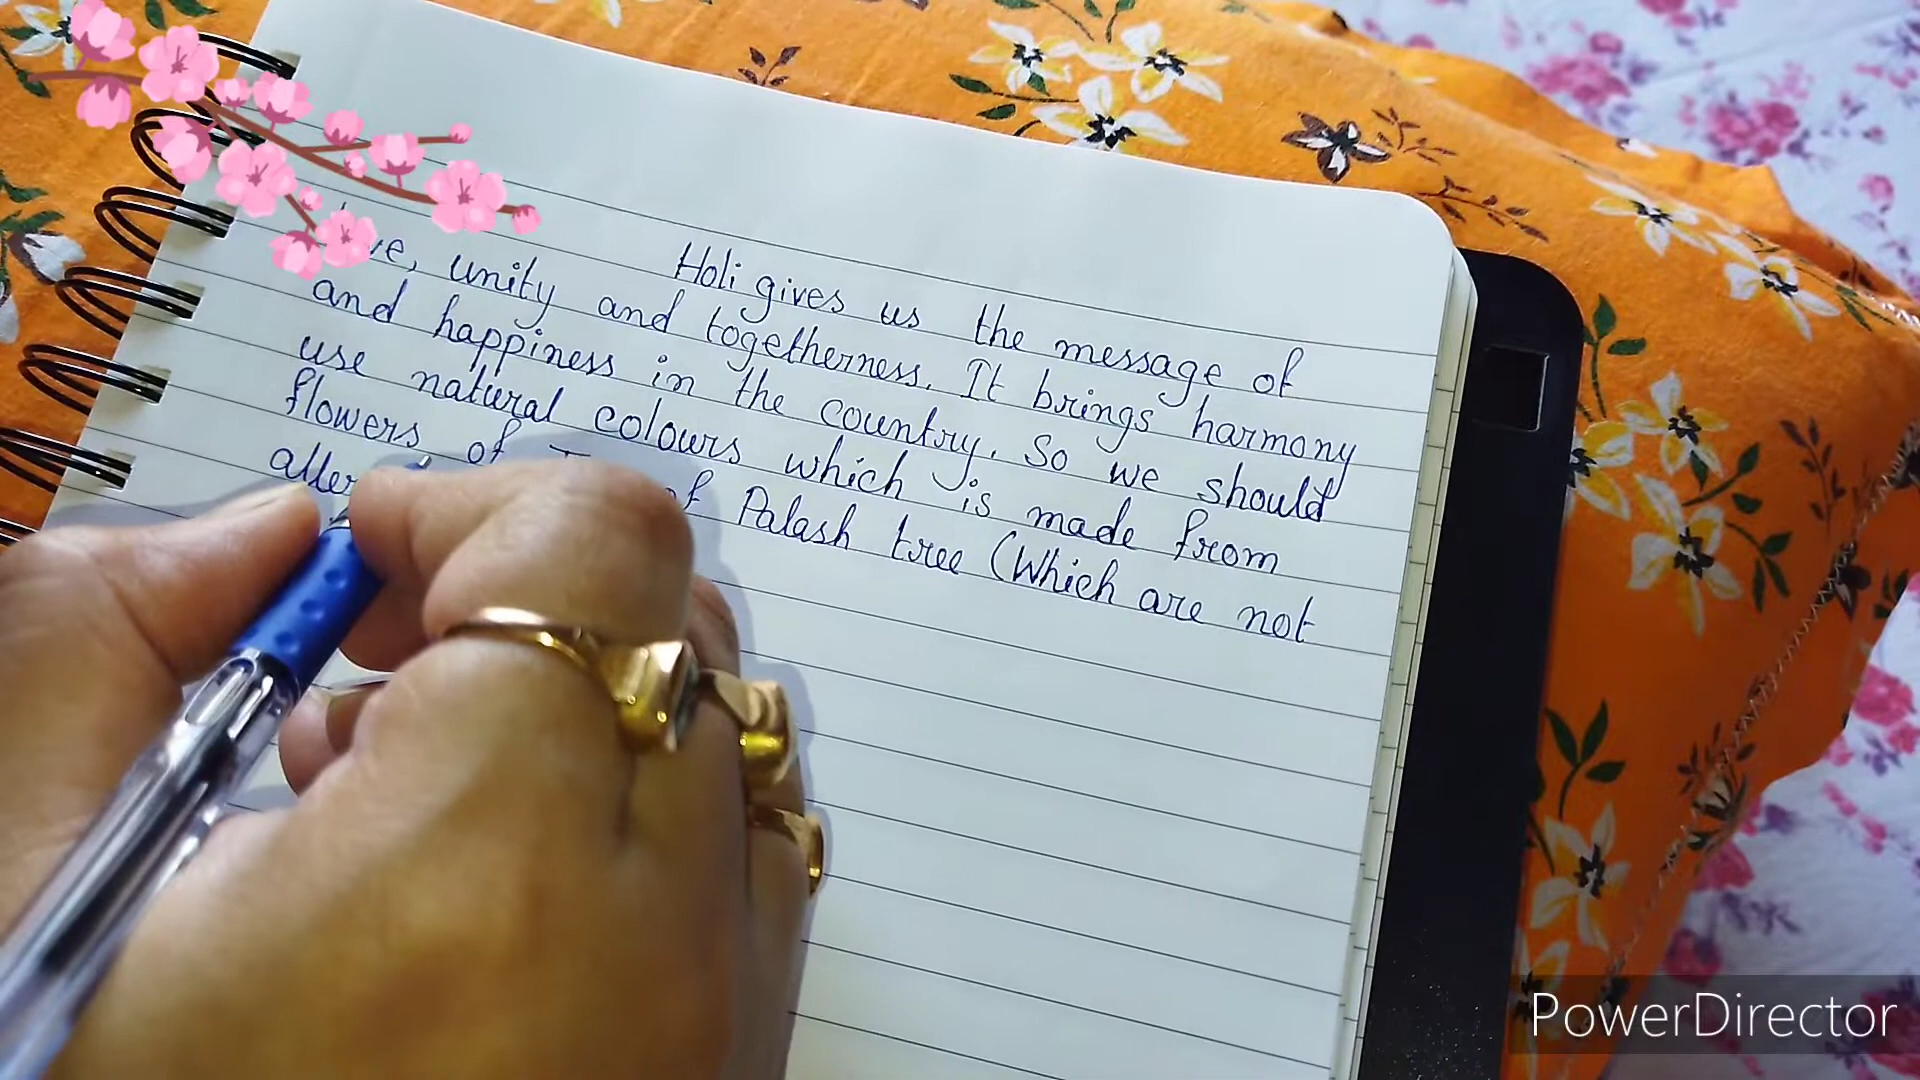 Holi gives us the message of
unity and togetherness. It brings harmony
and happiness in the country. So we should
use natural colours which is made from
flowers of of Palash tree (Which are not
PowerDirector